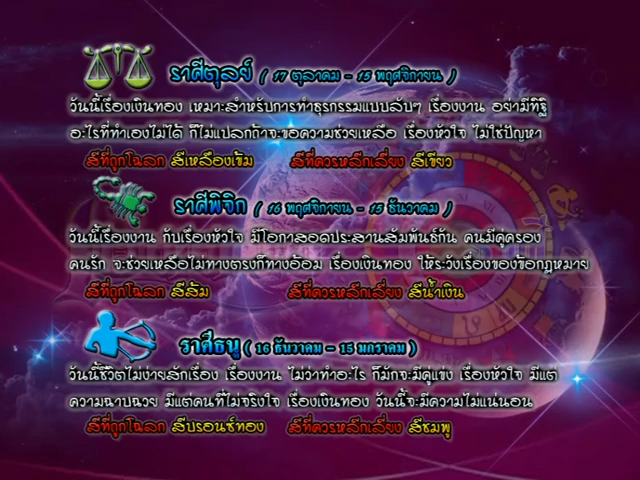 ราศีตุลย์ ( 17 ตุลาคม - 15 พฤศจิกายน )
วันนี้เรื่องเงินทอง เหมาะสำหรับการทำธุรกรรมแบบลับๆ เรื่องงาน อย่ามีทิฐิ
อะไรที่ทำเองไม่ได้ ก็ไม่แปลกถ้าจะขอความช่วยเหลือ เรื่องหัวใจ ไม่ใช่ปัญหา
สีที่ถูกโฉลก สีเหลืองเข้ม สีที่ควรหลีกเลี่ยง สีเขียว
ราศีพิจิก ( 16 พฤศจิกายน - 15 ธันวาคม )
วันนี้เรื่องงาน กับเรื่องหัวใจ มีโอกาสอดประสานสัมพันธ์กัน คนมีคู่ครอง
คนรัก จะช่วยเหลือไม่ทางตรงก็ทางอ้อม เรื่องเงินทอง ให้ระวังเรื่องของข้อกฎหมาย
สีที่ถูกโฉลก สีส้ม สีที่ควรหลีกเลี่ยง สีน้ำเงิน
ราศีธนู ( 16 ธันวาคม - 15 มกราคม )
วันนี้ชีวิตไม่ง่ายสักเรื่อง เรื่องงาน ไม่ว่าทำอะไร ก็มักจะมีคู่แข่ง เรื่องหัวใจ มีแต่
ความฉาบฉวย มีแต่คนที่ไม่จริงใจ เรื่องเงินทอง วันนี้จะมีความไม่แน่นอน
สีที่ถูกโฉลก สีบรอนซ์ทอง สีที่ควรหลีกเลี่ยง สีชมพู